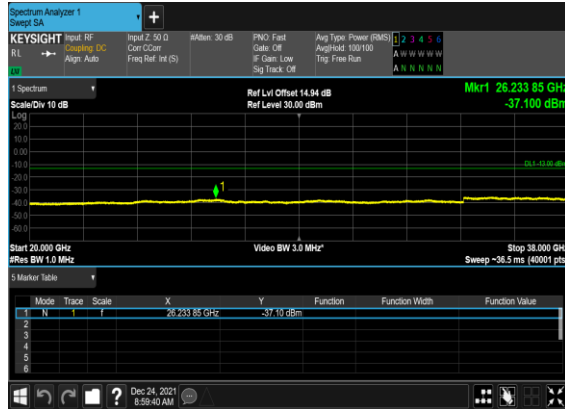 Spectrum Analyzer 1
Swept SA
+
KEYSIGHT Input: RF Input Z: 50 Ω #Atten: 30 dB PNO: Fast Avg Type: Power (RMS) 1 2 3 4 5 6
RL Coupling: DC Corr CCorr Gate: Off Avg|Hold: 100/100 A W W W W W
Align: Auto Freq Ref: Int (S) IF Gain: Low Trig: Free Run
Sig Track: Off A N N N N N
1 Spectrum Ref Lvl Offset 14.94 dB Mkr1 26.233 85 GHz
Scale/Div 10 dB Ref Level 30.00 dBm -37.100 dBm
Log
20.0
10.0
0.00
-10.0
DL1 -13.00 dBm
-20.0
1
-30.0
-40.0
-50.0
-60.0
Start 20.000 GHz Video BW 3.0 MHz* Stop 38.000 GHz
#Res BW 1.0 MHz Sweep ~36.5 ms (40001 pts)
5 Marker Table
Mode Trace Scale X Y Function Function Width Function Value
1 N 1 f 26.233 85 GHz -37.10 dBm
2
3
4
5
6
? Dec 24, 2021
8:59:40 AM